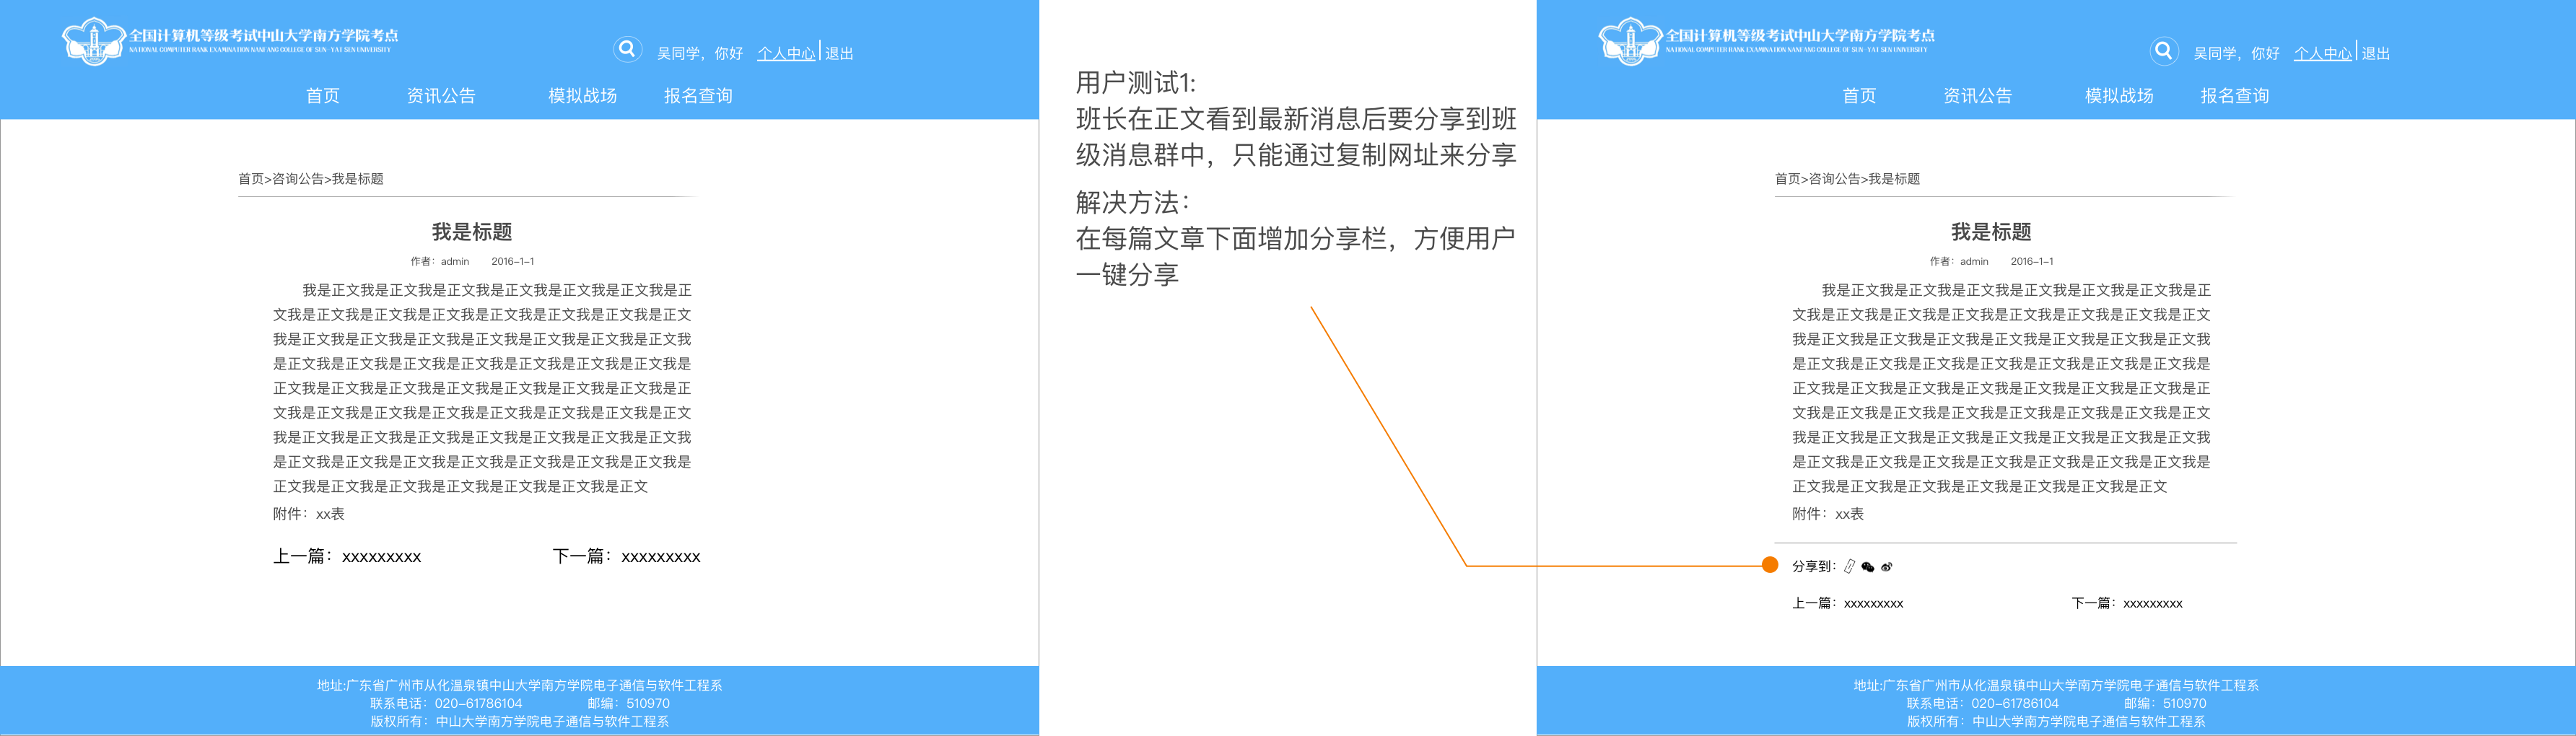 全国计算机等级考试中山大学南方学院考点
NATIONAL COMPUTER RANK EXAMINATION NANFANG COLLEGE OF SUN-YAT SEN UNIVERSITY
吴同学，你好 个人中心 退出
首页 资讯公告 模拟战场 报名查询
首页>咨询公告>我是标题
我是标题
作者：admin 2016-1-1
我是正文我是正文我是正文我是正文我是正文我是正文我是正
文我是正文我是正文我是正文我是正文我是正文我是正文我是正文
我是正文我是正文我是正文我是正文我是正文我是正文我是正文我
是正文我是正文我是正文我是正文我是正文我是正文我是正文我是
正文我是正文我是正文我是正文我是正文我是正文我是正文我是正
文我是正文我是正文我是正文我是正文我是正文我是正文我是正文
我是正文我是正文我是正文我是正文我是正文我是正文我是正文我
是正文我是正文我是正文我是正文我是正文我是正文我是正文我是
正文我是正文我是正文我是正文我是正文我是正文我是正文
附件：xx表
上一篇：xxxxxxxxx 下一篇：xxxxxxxxx
地址:广东省广州市从化温泉镇中山大学南方学院电子通信与软件工程系
联系电话：020-61786104 邮编：510970
版权所有：中山大学南方学院电子通信与软件工程系
用户测试1:
班长在正文看到最新消息后要分享到班
级消息群中，只能通过复制网址来分享
解决方法：
在每篇文章下面增加分享栏，方便用户
一键分享
全国计算机等级考试中山大学南方学院考点
NATIONAL COMPUTER RANK EXAMINATION NANFANG COLLEGE OF SUN-YAT SEN UNIVERSITY
吴同学，你好 个人中心 退出
首页 资讯公告 模拟战场 报名查询
首页>咨询公告>我是标题
我是标题
作者：admin 2016-1-1
我是正文我是正文我是正文我是正文我是正文我是正文我是正
文我是正文我是正文我是正文我是正文我是正文我是正文我是正文
我是正文我是正文我是正文我是正文我是正文我是正文我是正文我
是正文我是正文我是正文我是正文我是正文我是正文我是正文我是
正文我是正文我是正文我是正文我是正文我是正文我是正文我是正
文我是正文我是正文我是正文我是正文我是正文我是正文我是正文
我是正文我是正文我是正文我是正文我是正文我是正文我是正文我
是正文我是正文我是正文我是正文我是正文我是正文我是正文我是
正文我是正文我是正文我是正文我是正文我是正文我是正文
附件：xx表
分享到：
上一篇：xxxxxxxxx 下一篇：xxxxxxxxx
地址:广东省广州市从化温泉镇中山大学南方学院电子通信与软件工程系
联系电话：020-61786104 邮编：510970
版权所有：中山大学南方学院电子通信与软件工程系